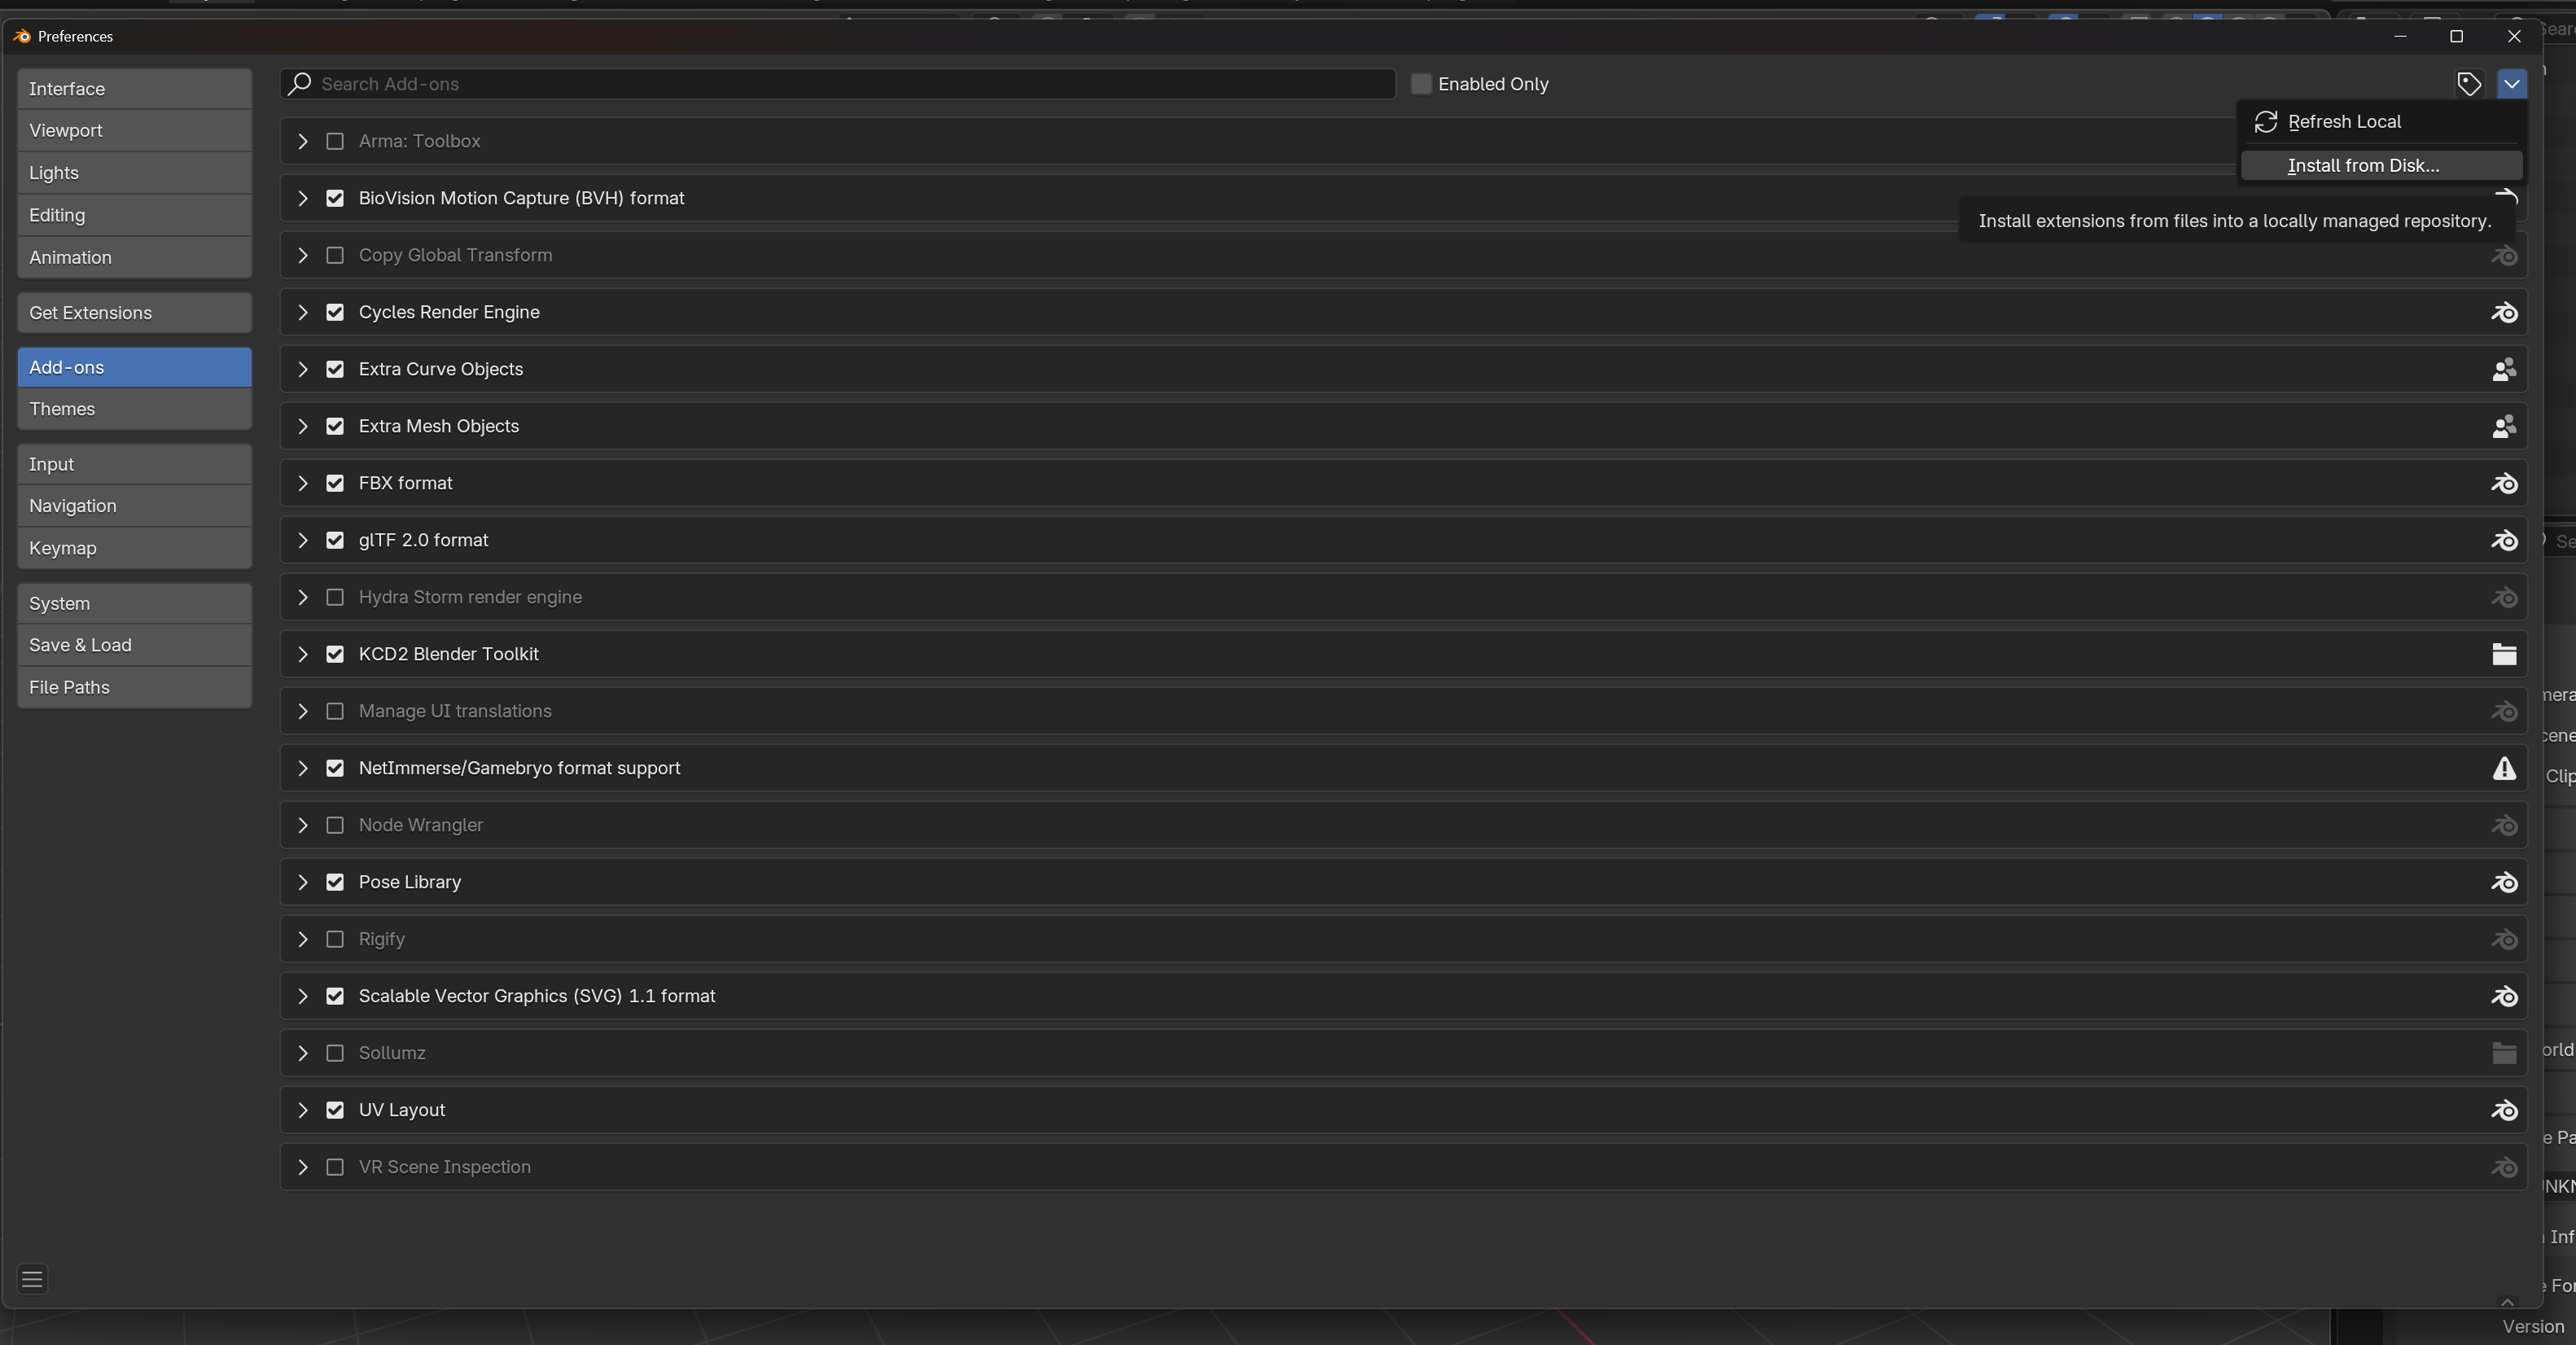 Preferences
Interface
Viewport
Lights
Editing
Animation
Get Extensions
Add-ons
Themes
Input
Navigation
Keymap
System
Save & Load
File Paths
Search Add-ons
Enabled Only
Refresh Local
Install from Disk...
Install extensions from files into a locally managed repository.
Arma: Toolbox
BioVision Motion Capture (BVH) format
Copy Global Transform
Cycles Render Engine
Extra Curve Objects
Extra Mesh Objects
FBX format
glTF 2.0 format
Hydra Storm render engine
KCD2 Blender Toolkit
Manage UI translations
NetImmerse/Gamebryo format support
Node Wrangler
Pose Library
Rigify
Scalable Vector Graphics (SVG) 1.1 format
Sollumz
UV Layout
VR Scene Inspection
Version